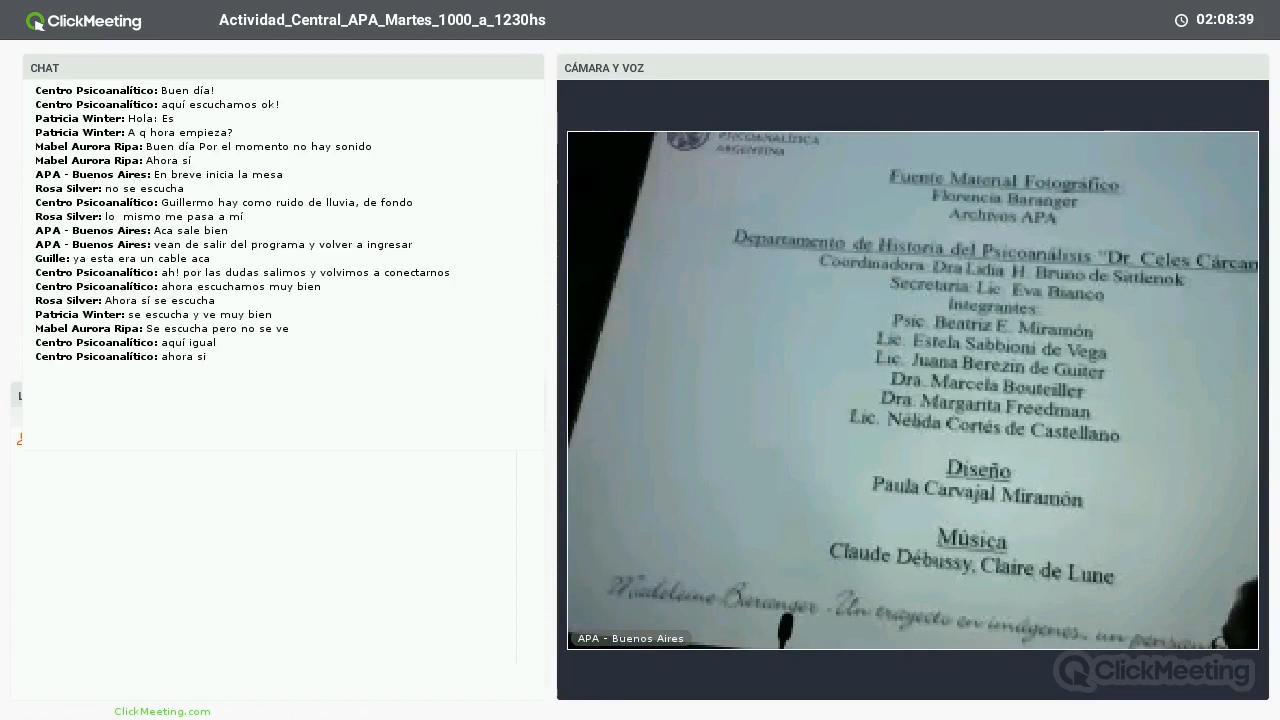 ClickMeeting
Actividad_Central_APA_Martes_1000_a_1230hs
02:08:39
CHAT
Centro Psicoanalítico: Buen día!
Centro Psicoanalítico: aquí escuchamos ok!
Patricia Winter: Hola: Es
Patricia Winter: A q hora empieza?
Mabel Aurora Ripa: Buen día Por el momento no hay sonido
Mabel Aurora Ripa: Ahora sí
APA - Buenos Aires: En breve inicia la mesa
Rosa Silver: no se escucha
Centro Psicoanalítico: Guillermo hay como ruido de lluvia, de fondo
Rosa Silver: lo  mismo me pasa a mí
APA - Buenos Aires: Aca sale bien
APA - Buenos Aires: vean de salir del programa y volver a ingresar
Guille: ya esta era un cable aca
Centro Psicoanalítico: ah! por las dudas salimos y volvimos a conectarnos
Centro Psicoanalítico: ahora escuchamos muy bien
Rosa Silver: Ahora sí se escucha
Patricia Winter: se escucha y ve muy bien
Mabel Aurora Ripa: Se escucha pero no se ve
Centro Psicoanalítico: aquí igual
Centro Psicoanalítico: ahora si
ClickMeeting.com
CÁMARA Y VOZ
PSICOANALÍTICA
ARGENTINA
Fuente Material Fotográfico
Florencia Baranger
Archivos APA
Departamento de Historia del Psicoanálisis "Dr. Celes Cárcan
Coordinadora: Dra Lidia H. Bruno de Sittlenok
Secretaria: Lic. Eva Bianco
Integrantes:
Psic. Beatriz E. Miramón
Lic. Estela Sabbioni de Vega
Lic. Juana Berezin de Guiter
Dra. Marcela Bouteiller
Dra. Margarita Freedman
Lic. Nélida Cortés de Castellano
Diseño
Paula Carvajal Miramón
Música
Claude Débussy, Claire de Lune
Madeleine Baranger - Un trayecto en imágenes, un
APA - Buenos Aires
ClickMeeting